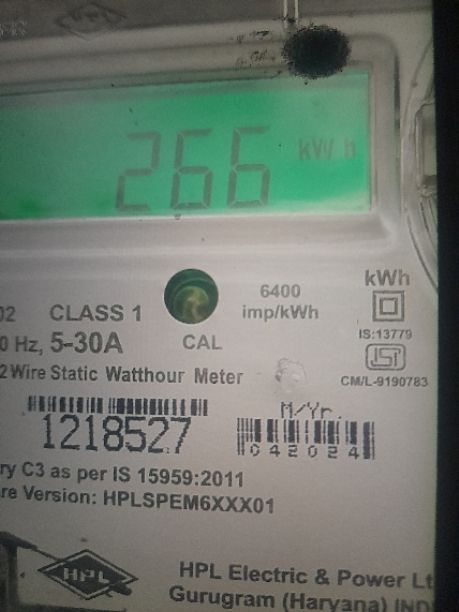 266 kWh
6400
imp/kWh
kWh
02 CLASS 1
0 Hz, 5-30A
CAL
IS:13779
ISI
CM/L-9190783
2 Wire Static Watthour Meter
1218527
M/Yr.
042024
ry C3 as per IS 15959:2011
re Version: HPLSPEM6XXX01
HPL
HPL Electric & Power Lt
Gurugram (Haryana) IND